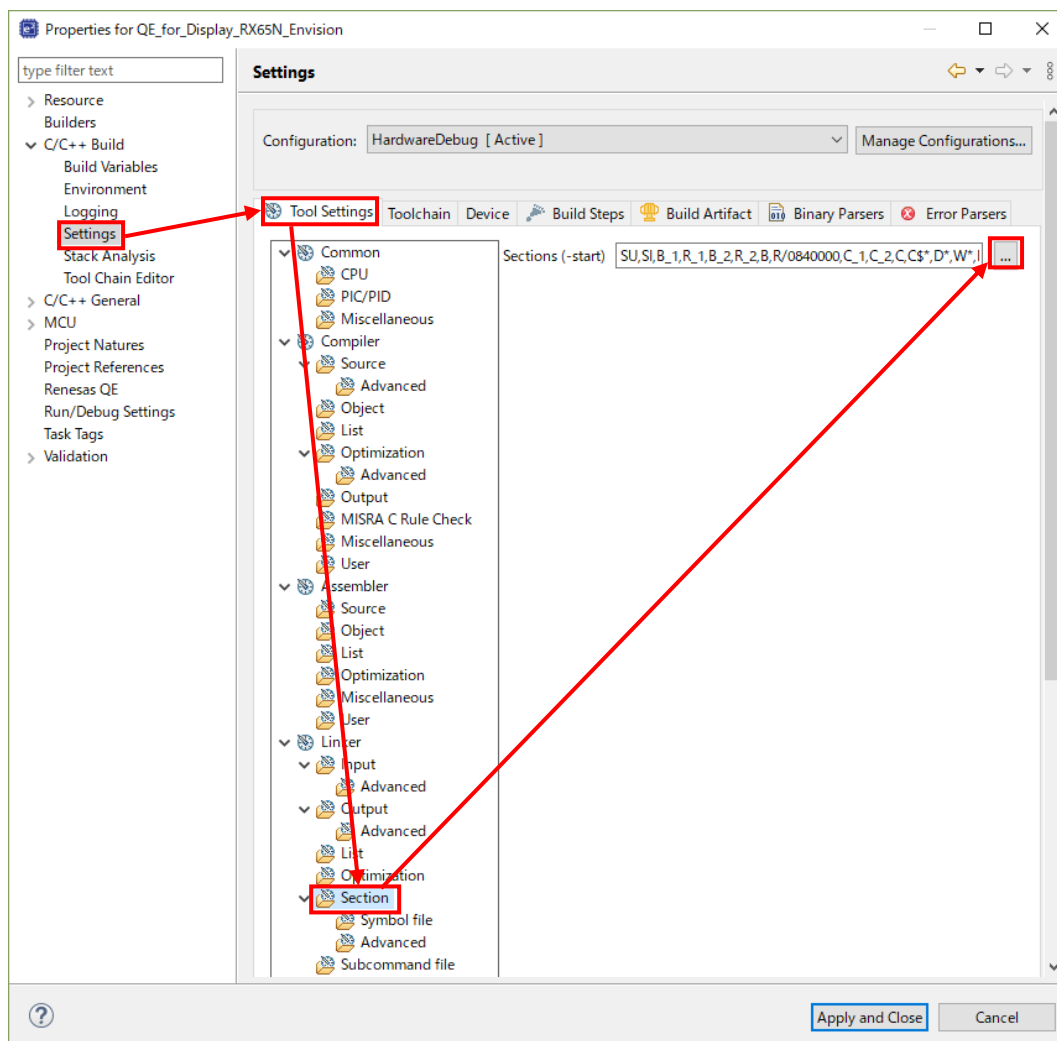 Properties for QE_for_Display_RX65N_Envision
type filter text
Resource
Builders
C/C++ Build
Build Variables
Environment
Logging
Settings
Stack Analysis
Tool Chain Editor
C/C++ General
MCU
Project Natures
Project References
Renesas QE
Run/Debug Settings
Task Tags
Validation
Settings
Configuration: HardwareDebug [ Active ] Manage Configurations...
Tool Settings Toolchain Device Build Steps Build Artifact Binary Parsers Error Parsers
Common
CPU
PIC/PID
Miscellaneous
Compiler
Source
Advanced
Object
List
Optimization
Advanced
Output
MISRA C Rule Check
Miscellaneous
User
Assembler
Source
Object
List
Optimization
Miscellaneous
User
Linker
Input
Advanced
Output
Advanced
List
Optimization
Section
Symbol file
Advanced
Subcommand file
Sections (-start) SU,SI,B_1,R_1,B_2,R_2,B,R/0840000,C_1,C_2,C,C$*,D*,W*,I ...
Apply and Close Cancel